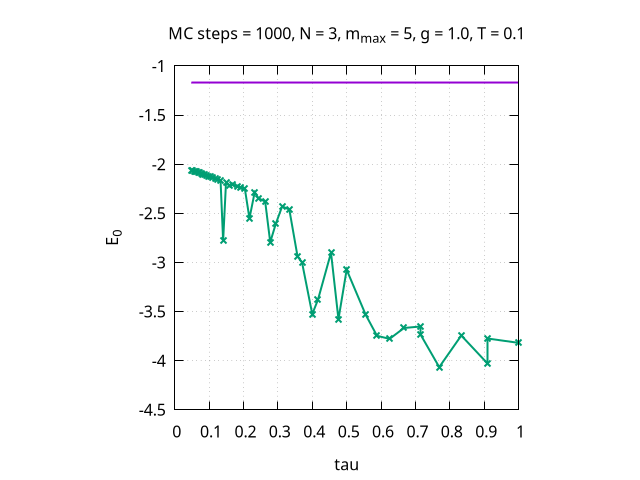 MC steps = 1000, N = 3, mmax = 5, g = 1.0, T = 0.1
-1
-1.5
-2
-2.5
-3
-3.5
-4
-4.5
E0
0 0.1 0.2 0.3 0.4 0.5 0.6 0.7 0.8 0.9 1
tau